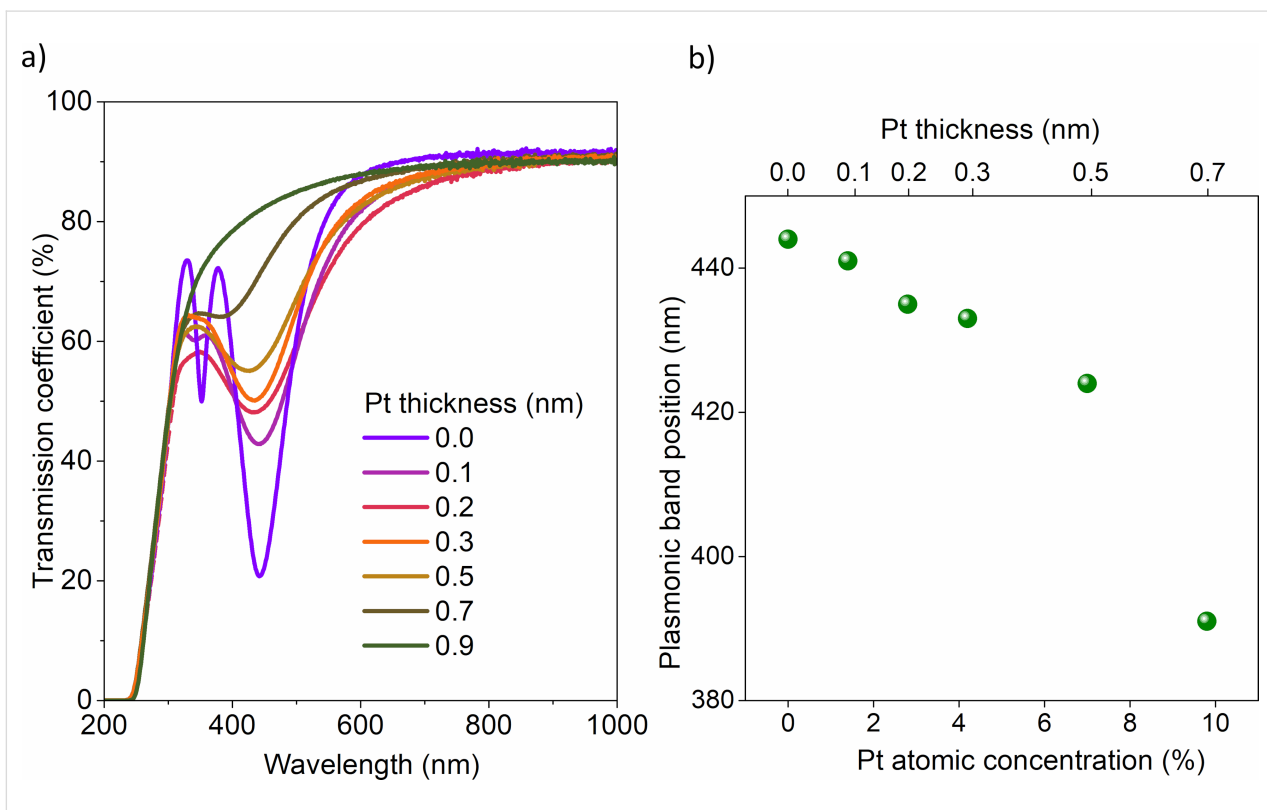 a)
Transmission coefficient (%)
100
80
60
40
20
0
200
400
600
800
1000
Wavelength (nm)
Pt thickness (nm)
0.0
0.1
0.2
0.3
0.5
0.7
0.9
b)
Pt thickness (nm)
0.0 0.1 0.2 0.3 0.5 0.7
Plasmonic band position (nm)
440
420
400
380
0 2 4 6 8 10
Pt atomic concentration (%)